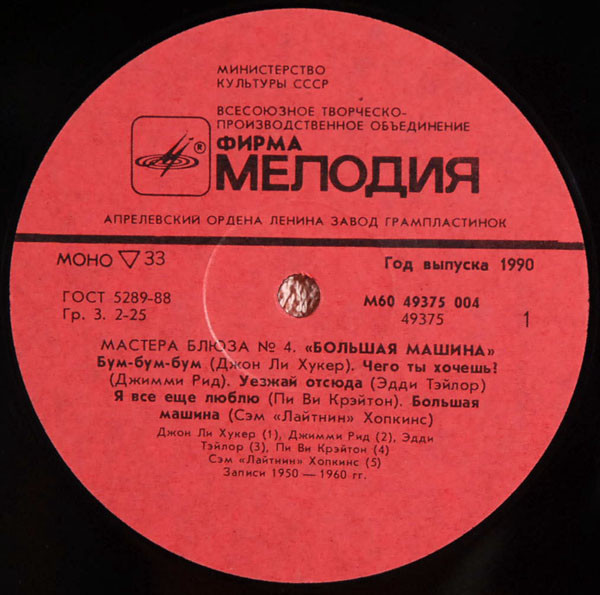 МИНИСТЕРСТВО
КУЛЬТУРЫ СССР
ВСЕСОЮЗНОЕ ТВОРЧЕСКО-
ПРОИЗВОДСТВЕННОЕ ОБЪЕДИНЕНИЕ
®
ФИРМА
МЕЛОДИЯ
АПРЕЛЕВСКИЙ ОРДЕНА ЛЕНИНА ЗАВОД ГРАМПЛАСТИНОК
МОНО ▽ 33
Год выпуска 1990
ГОСТ 5289-88
Гр. 3. 2-25
М60 49375 004
49375
1
МАСТЕРА БЛЮЗА № 4. «БОЛЬШАЯ МАШИНА»
Бум-бум-бум (Джон Ли Хукер). Чего ты хочешь?
(Джимми Рид). Уезжай отсюда (Эдди Тэйлор)
Я все еще люблю (Пи Ви Крэйтон). Большая
машина (Сэм «Лайтнин» Хопкинс)
Джон Ли Хукер (1), Джимми Рид (2), Эдди
Тэйлор (3), Пи Ви Крэйтон (4)
Сэм «Лайтнин» Хопкинс (5)
Записи 1950 — 1960 гг.